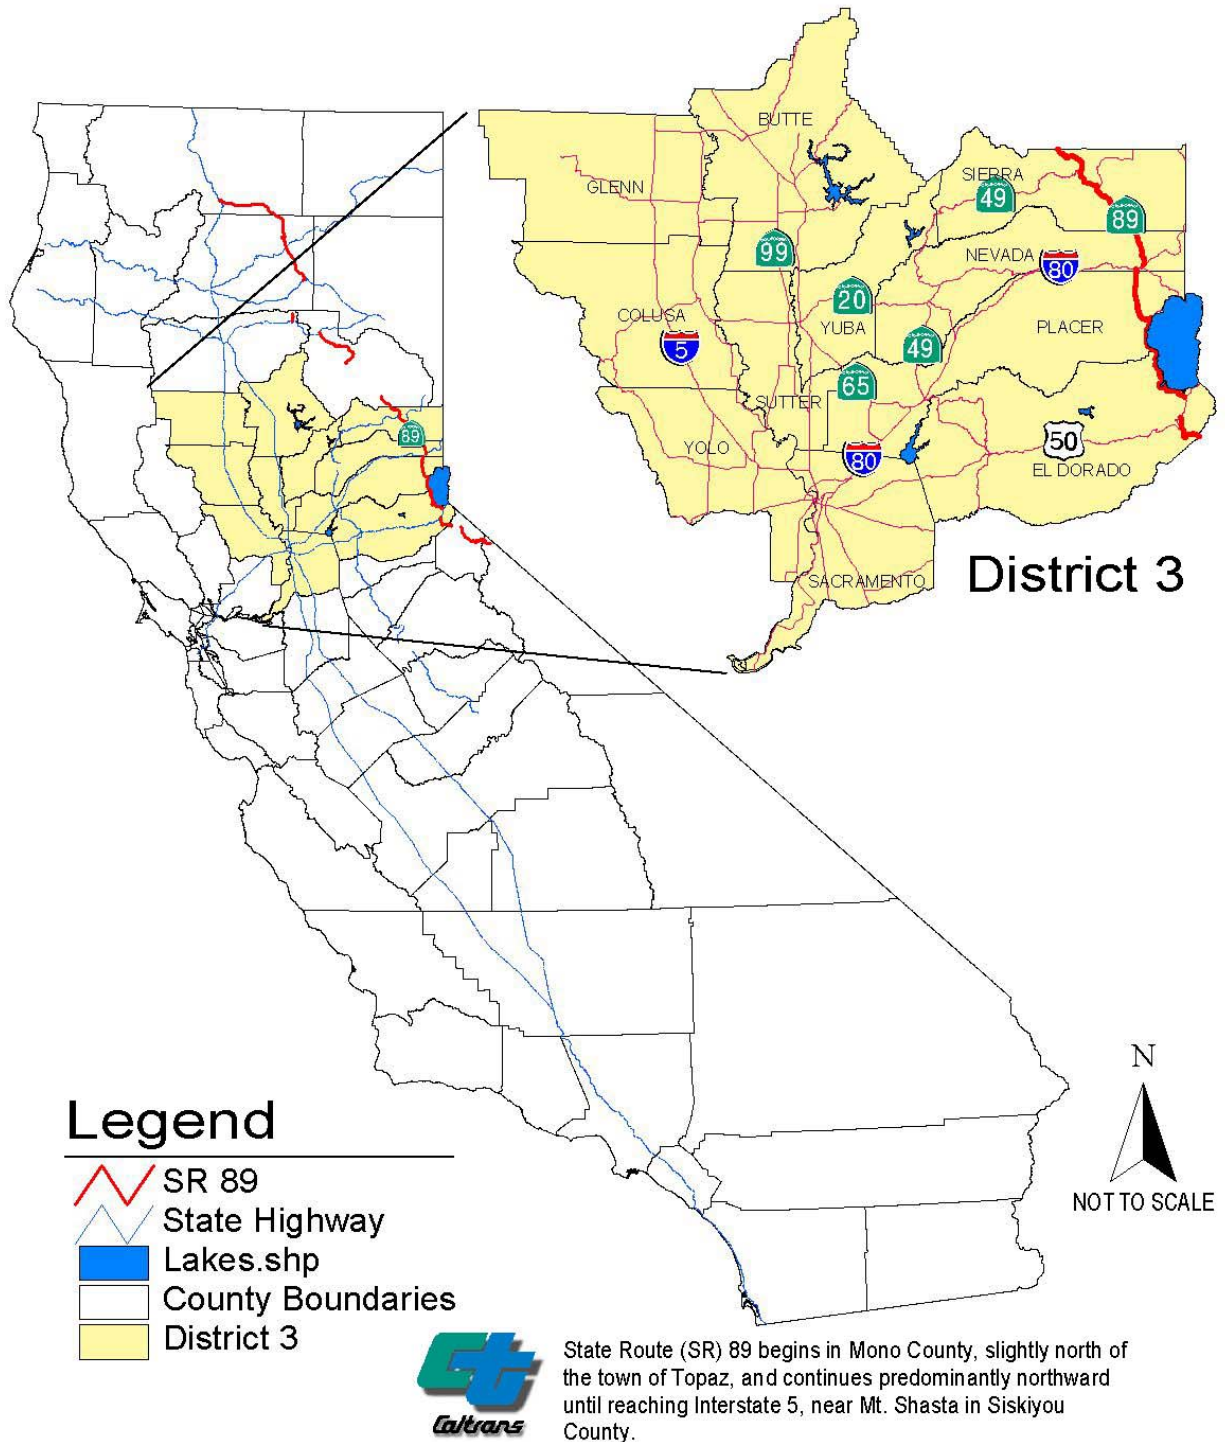 BUTTE
GLENN
SIERRA
49
89
99
NEVADA
80
20
COLUSA
YUBA
PLACER
5
49
65
SUTTER
YOLO
50
80
EL DORADO
SACRAMENTO
District 3
89
N
NOT TO SCALE
Legend
SR 89
State Highway
Lakes.shp
County Boundaries
District 3
Caltrans
State Route (SR) 89 begins in Mono County, slightly north of
the town of Topaz, and continues predominantly northward
until reaching Interstate 5, near Mt. Shasta in Siskiyou
County.